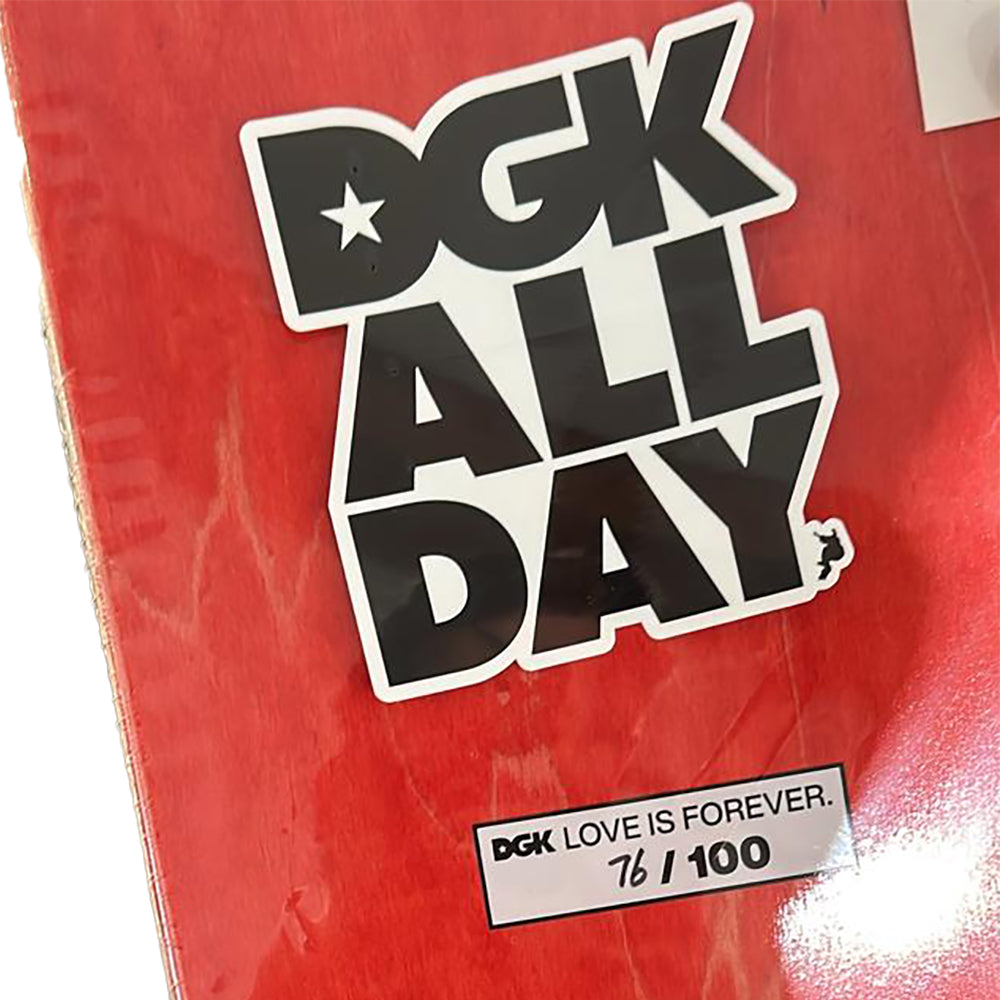 DGK
ALL
DAY
DGK LOVE IS FOREVER.
76 / 100